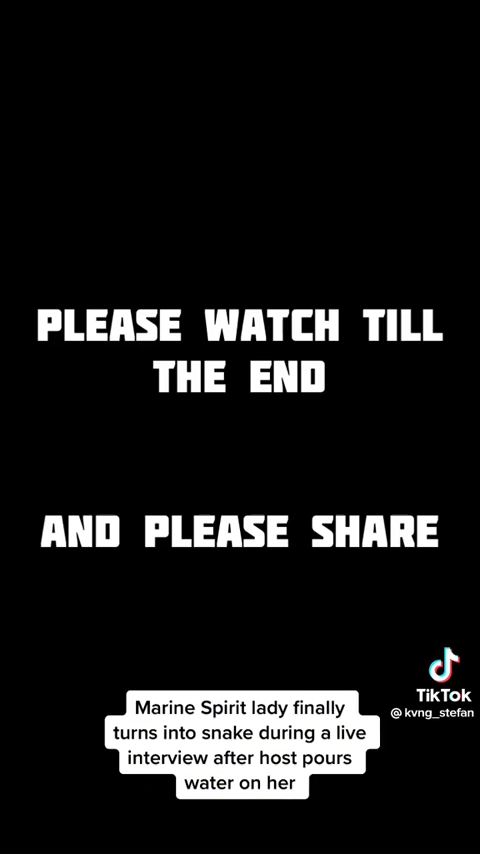 PLEASE WATCH TILL
THE END
AND PLEASE SHARE
TikTok
@kvng_stefan
Marine Spirit lady finally
turns into snake during a live
interview after host pours
water on her